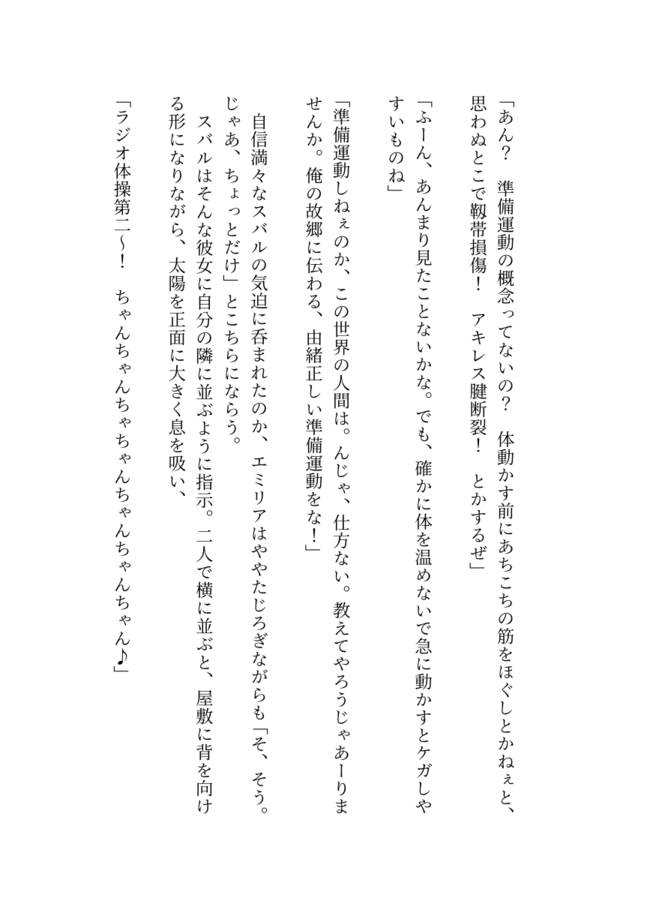 「あん？　準備運動の概念ってないの？　体動かす前にあちこちの筋をほぐしとかねぇと、
思わぬとこで靱帯損傷！　アキレス腱断裂！　とかするぜ」
「ふーん、あんまり見たことないかな。でも、確かに体を温めないで急に動かすとケガしや
すいものね」
「準備運動しねぇのか、この世界の人間は。んじゃ、仕方ない。教えてやろうじゃあーりま
せんか。俺の故郷に伝わる、由緒正しい準備運動をな！」
　自信満々なスバルの気迫に呑まれたのか、エミリアはややたじろぎながらも「そ、そう。
じゃあ、ちょっとだけ」とこちらにならう。
　スバルはそんな彼女に自分の隣に並ぶように指示。二人で横に並ぶと、屋敷に背を向け
る形になりながら、太陽を正面に大きく息を吸い、
「ラジオ体操第二～！　ちゃんちゃんちゃちゃんちゃんちゃんちゃん♪」